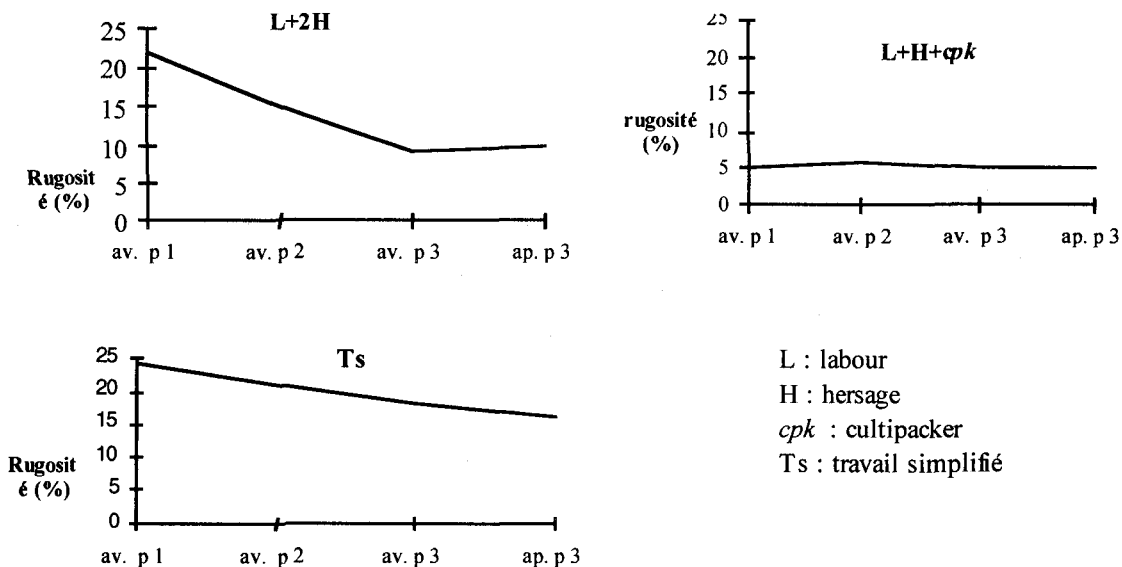 L+2H
25
20
15
10
5
0
Rugosit
é (%)
av. p 1
av. p 2
av. p 3
ap. p 3
L+H+cpk
25
20
15
10
5
0
rugosité
(%)
av. p 1
av. p 2
av. p 3
ap. p 3
Ts
25
20
15
10
5
0
Rugosit
é (%)
av. p 1
av. p 2
av. p 3
ap. p 3
L : labour
H : hersage
cpk : cultipacker
Ts : travail simplifié